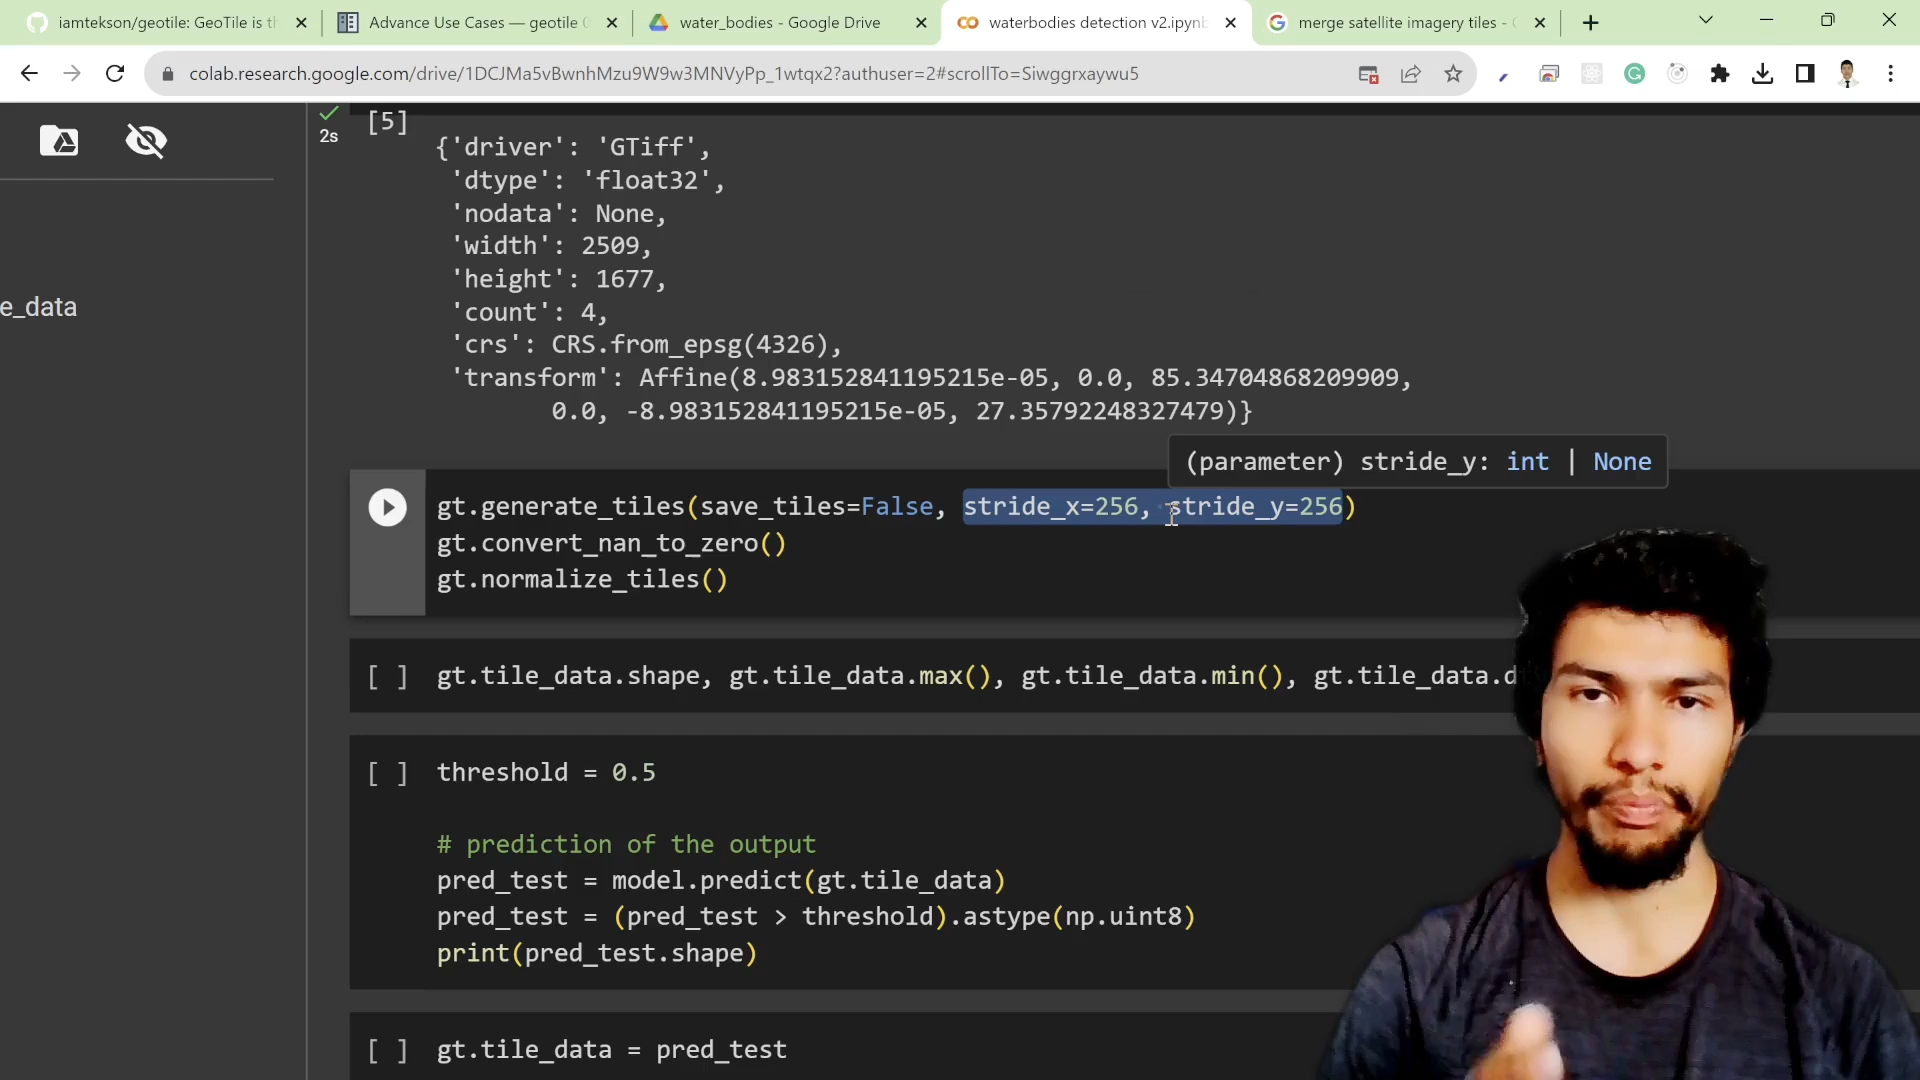 iamtekson/geotile: GeoTile is th
Advance Use Cases — geotile 0
water_bodies - Google Drive
waterbodies detection v2.ipynb
merge satellite imagery tiles -
colab.research.google.com/drive/1DCJMa5vBwnhMzu9W9w3MNVyPp_1wtqx2?authuser=2#scrollTo=Siwggrxaywu5
e_data
2s
[5]
{'driver': 'GTiff',
'dtype': 'float32',
'nodata': None,
'width': 2509,
'height': 1677,
'count': 4,
'crs': CRS.from_epsg(4326),
'transform': Affine(8.983152841195215e-05, 0.0, 85.34704868209909,
0.0, -8.983152841195215e-05, 27.35792248327479)}
(parameter) stride_y: int | None
gt.generate_tiles(save_tiles=False, stride_x=256, stride_y=256)
gt.convert_nan_to_zero()
gt.normalize_tiles()
[ ] gt.tile_data.shape, gt.tile_data.max(), gt.tile_data.min(), gt.tile_data.d
[ ] threshold = 0.5
# prediction of the output
pred_test = model.predict(gt.tile_data)
pred_test = (pred_test > threshold).astype(np.uint8)
print(pred_test.shape)
[ ] gt.tile_data = pred_test